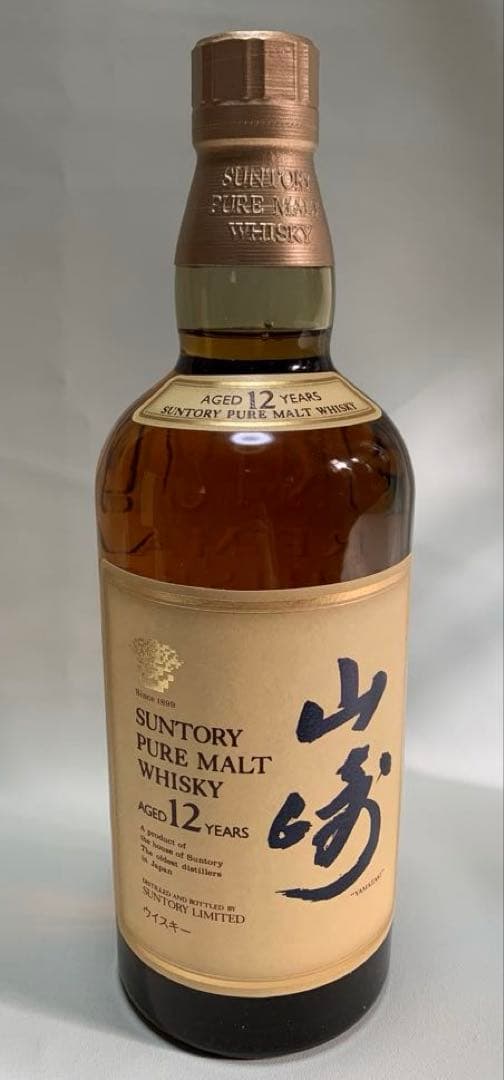 SUNTORY
PURE MALT
WHISKY
AGED 12 YEARS
SUNTORY PURE MALT WHISKY
Since 1899
SUNTORY
PURE MALT
WHISKY
AGED 12 YEARS
A product of
the house of Suntory
The oldest distillers
in Japan
DISTILLED AND BOTTLED BY
SUNTORY LIMITED
ウイスキー
山崎
"YAMAZAKI"